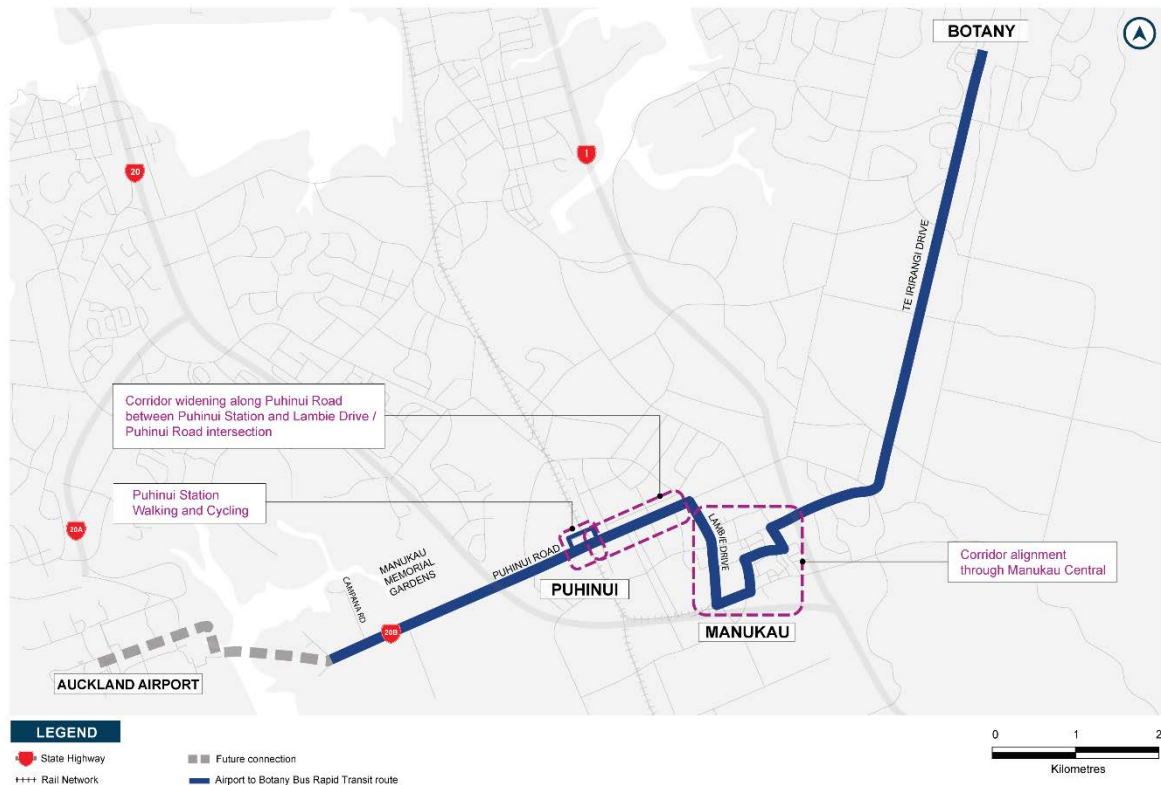 BOTANY
20
1
TE IRIRANGI DRIVE
Corridor widening along Puhinui Road
between Puhinui Station and Lambie Drive /
Puhinui Road intersection
Puhinui Station
Walking and Cycling
20A
LAMBIE DRIVE
PUHINUI ROAD
MANUKAU
MEMORIAL
GARDENS
CAMPANA RD
Corridor alignment
through Manukau Central
PUHINUI
20B
MANUKAU
AUCKLAND AIRPORT
LEGEND
State Highway
Future connection
Rail Network
Airport to Botany Bus Rapid Transit route
0 1 2
Kilometres